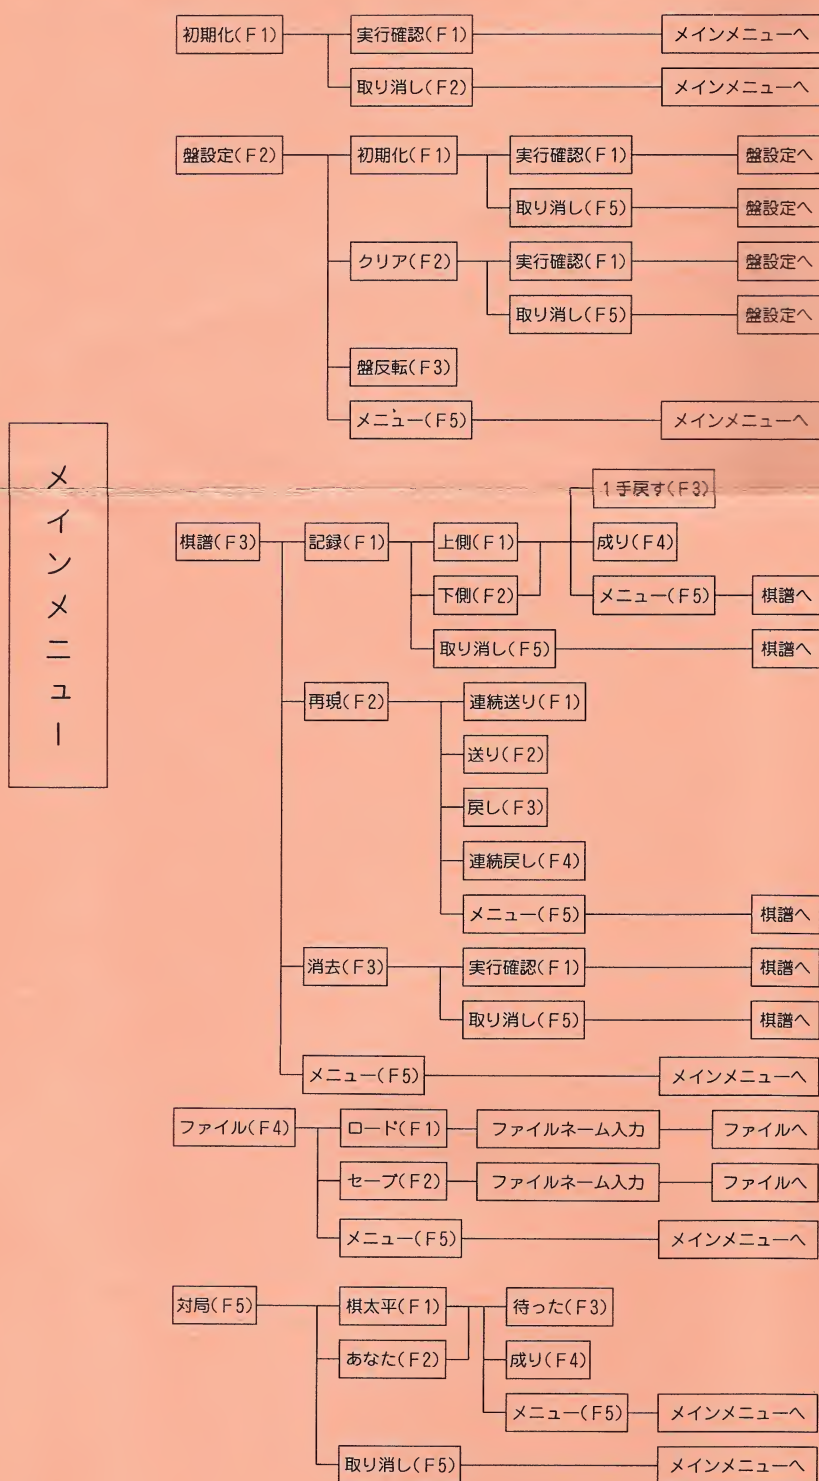 初期化(F1)
実行確認(F1)
メインメニューへ
取り消し(F2)
メインメニューへ
盤設定(F2)
初期化(F1)
実行確認(F1)
盤設定へ
取り消し(F5)
盤設定へ
クリア(F2)
実行確認(F1)
盤設定へ
取り消し(F5)
盤設定へ
盤反転(F3)
メニュー(F5)
メインメニューへ
メインメニュー
棋譜(F3)
記録(F1)
上側(F1)
下側(F2)
1手戻す(F3)
成り(F4)
メニュー(F5)
棋譜へ
取り消し(F5)
棋譜へ
再現(F2)
連続送り(F1)
送り(F2)
戻し(F3)
連続戻し(F4)
メニュー(F5)
棋譜へ
消去(F3)
実行確認(F1)
棋譜へ
取り消し(F5)
棋譜へ
メニュー(F5)
メインメニューへ
ファイル(F4)
ロード(F1)
ファイルネーム入力
ファイルへ
セーブ(F2)
ファイルネーム入力
ファイルへ
メニュー(F5)
メインメニューへ
対局(F5)
棋太平(F1)
あなた(F2)
待った(F3)
成り(F4)
メニュー(F5)
メインメニューへ
取り消し(F5)
メインメニューへ